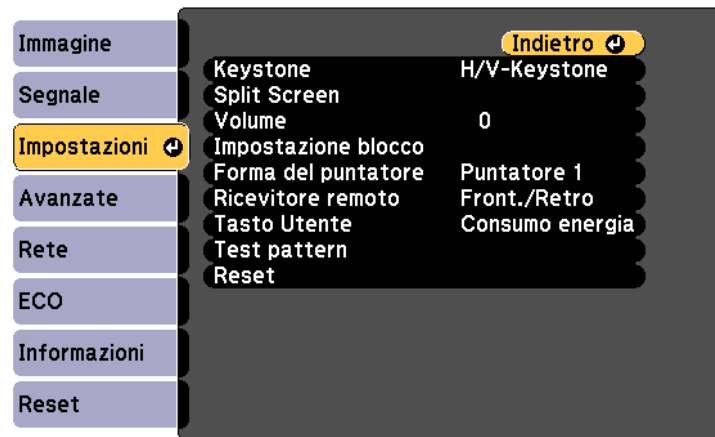 Immagine
Segnale
Impostazioni
Avanzate
Rete
ECO
Informazioni
Reset
Indietro
Keystone H/V-Keystone
Split Screen
Volume 0
Impostazione blocco
Forma del puntatore Puntatore 1
Ricevitore remoto Front./Retro
Tasto Utente Consumo energia
Test pattern
Reset